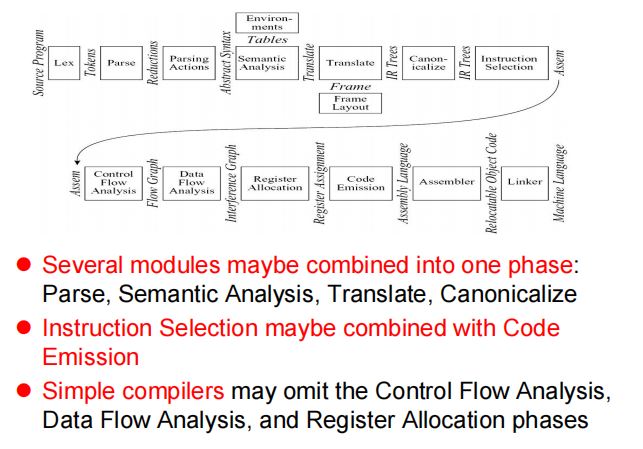 Environ-
ments
Tables
Source Program
Lex
Tokens
Parse
Reductions
Parsing
Actions
Abstract Syntax
Semantic
Analysis
Translate
Translate
IR Trees
Canon-
icalize
IR Trees
Instruction
Selection
Assem
Frame
Frame
Layout
Assem
Control
Flow
Analysis
Flow Graph
Data
Flow
Analysis
Interference Graph
Register
Allocation
Register Assignment
Code
Emission
Assembly Language
Assembler
Relocatable Object Code
Linker
Machine Language
Several modules maybe combined into one phase:
Parse, Semantic Analysis, Translate, Canonicalize
Instruction Selection maybe combined with Code
Emission
Simple compilers may omit the Control Flow Analysis,
Data Flow Analysis, and Register Allocation phases